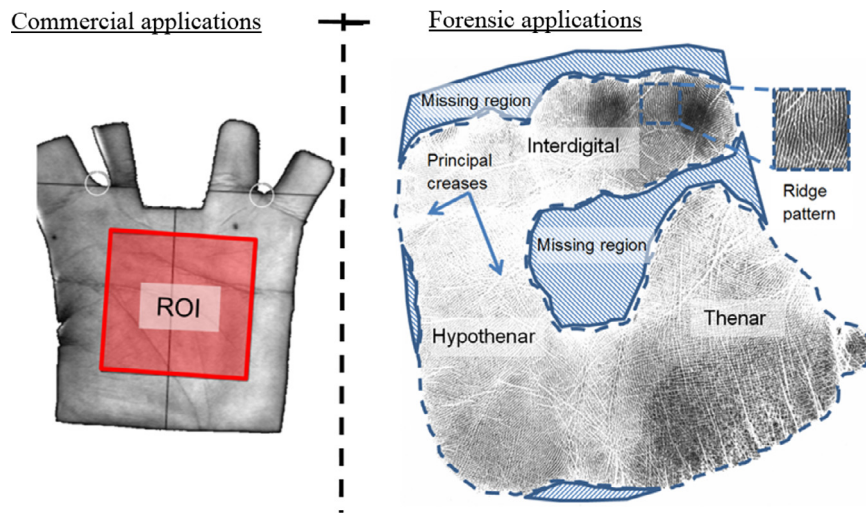 Commercial applications
Forensic applications
Missing region
Interdigital
Principal
creases
Ridge
pattern
Missing region
ROI
Hypothenar
Thenar